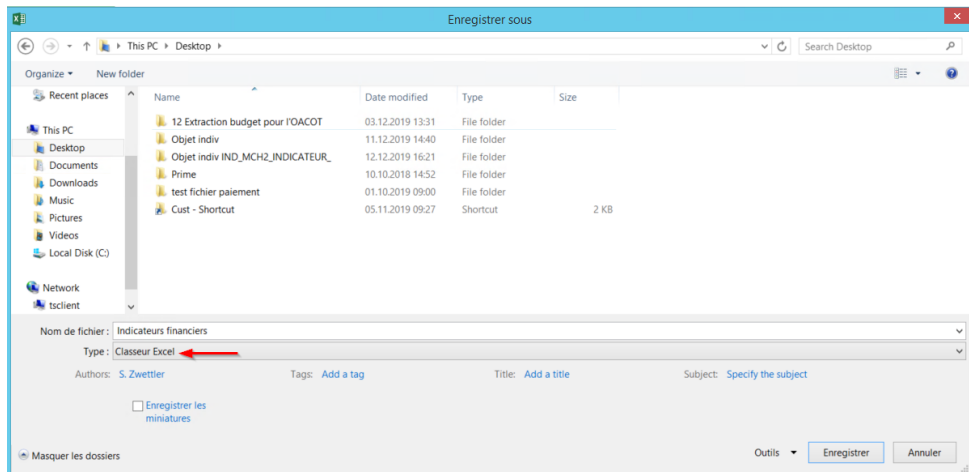 Enregistrer sous
This PC Desktop
Search Desktop
Organize New folder
Name Date modified Type Size
Recent places
This PC
Desktop
Documents
Downloads
Music
Pictures
Videos
Local Disk (C:)
Network
tsclient
12 Extraction budget pour l'OACOT 03.12.2019 13:31 File folder
Objet indiv 11.12.2019 14:40 File folder
Objet indiv IND_MCH2_INDICATEUR_ 12.12.2019 16:21 File folder
Prime 10.10.2018 14:52 File folder
test fichier paiement 01.10.2019 09:00 File folder
Cust - Shortcut 05.11.2019 09:27 Shortcut 2 KB
Nom de fichier : Indicateurs financiers
Type : Classeur Excel
Authors: S. Zwettler Tags: Add a tag Title: Add a title Subject: Specify the subject
Enregistrer les
miniatures
Masquer les dossiers Outils Enregistrer Annuler